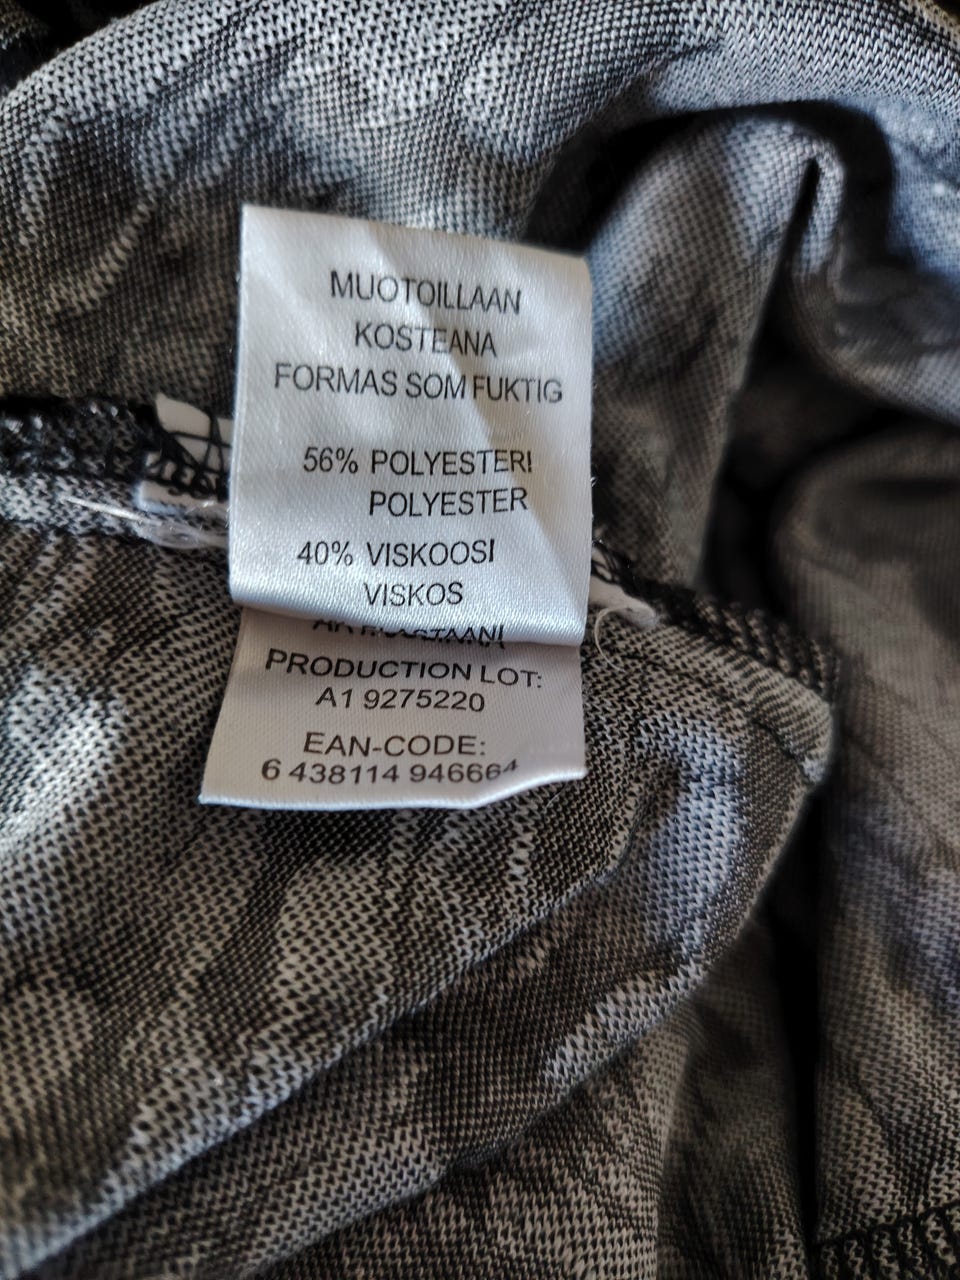 MUOTOILLAAN
KOSTEANA
FORMAS SOM FUKTIG
56% POLYESTERI
POLYESTER
40% VISKOOSI
VISKOS
PRODUCTION LOT:
A1 9275220
EAN-CODE:
6 438114 946664